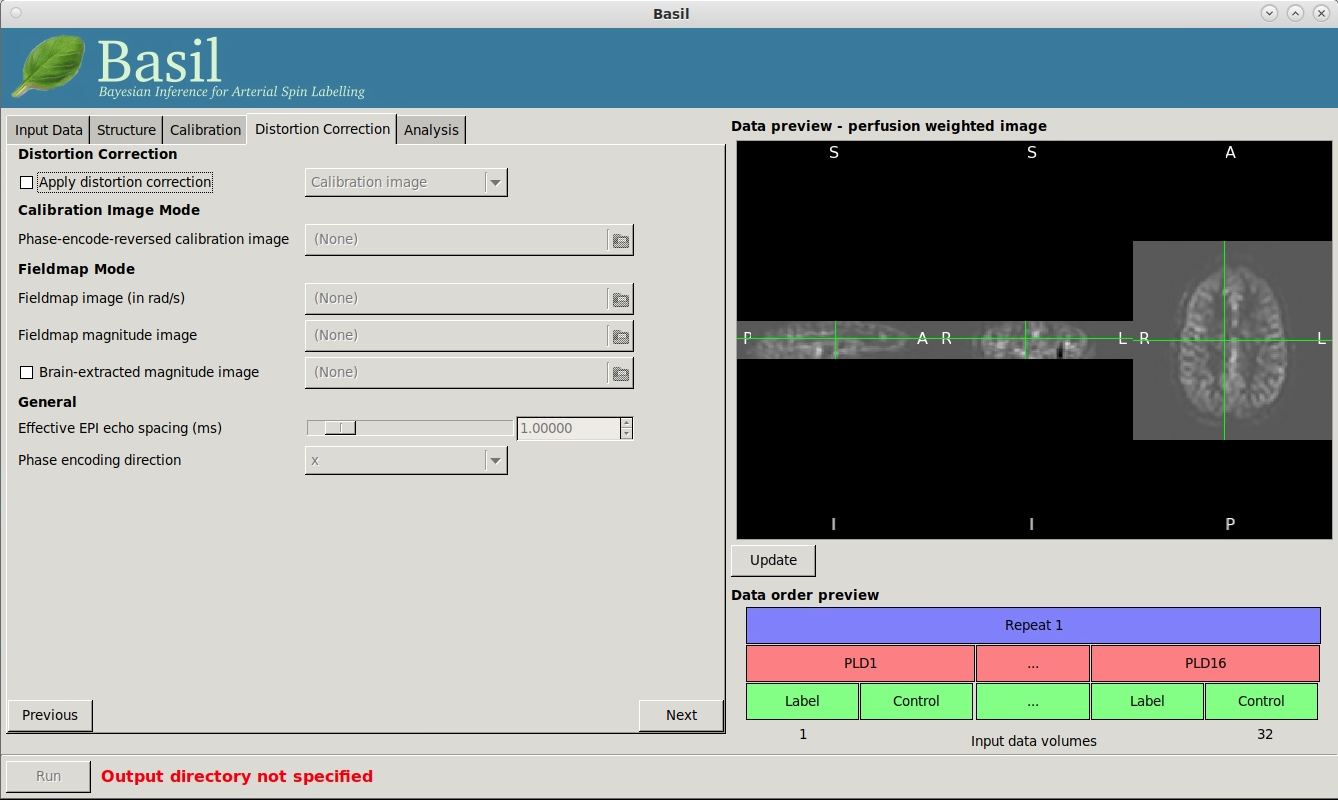 Basil
Basil
Bayesian Inference for Arterial Spin Labelling
Input Data Structure Calibration Distortion Correction Analysis
Distortion Correction
Apply distortion correction Calibration image
Calibration Image Mode
Phase-encode-reversed calibration image (None)
Fieldmap Mode
Fieldmap image (in rad/s) (None)
Fieldmap magnitude image (None)
Brain-extracted magnitude image (None)
General
Effective EPI echo spacing (ms) 1.00000
Phase encoding direction x
Previous Next
Data preview - perfusion weighted image
S S A
P A R L R L
I I P
Update
Data order preview
Repeat 1
PLD1 ... PLD16
Label Control ... Label Control
1 Input data volumes 32
Run Output directory not specified